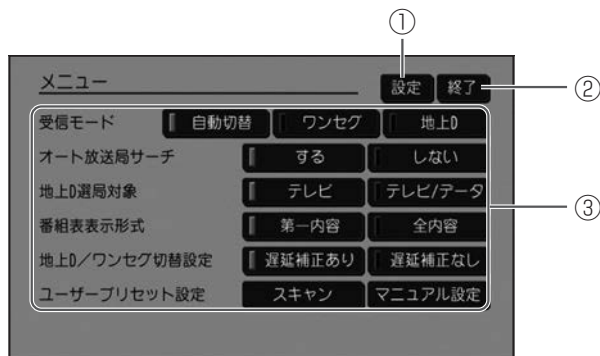 ①
メニュー 設定 終了 ②
受信モード 自動切替 ワンセグ 地上D
オート放送局サーチ する しない
地上D選局対象 テレビ テレビ/データ ③
番組表表示形式 第一内容 全内容
地上D/ワンセグ切替設定 遅延補正あり 遅延補正なし
ユーザープリセット設定 スキャン マニュアル設定